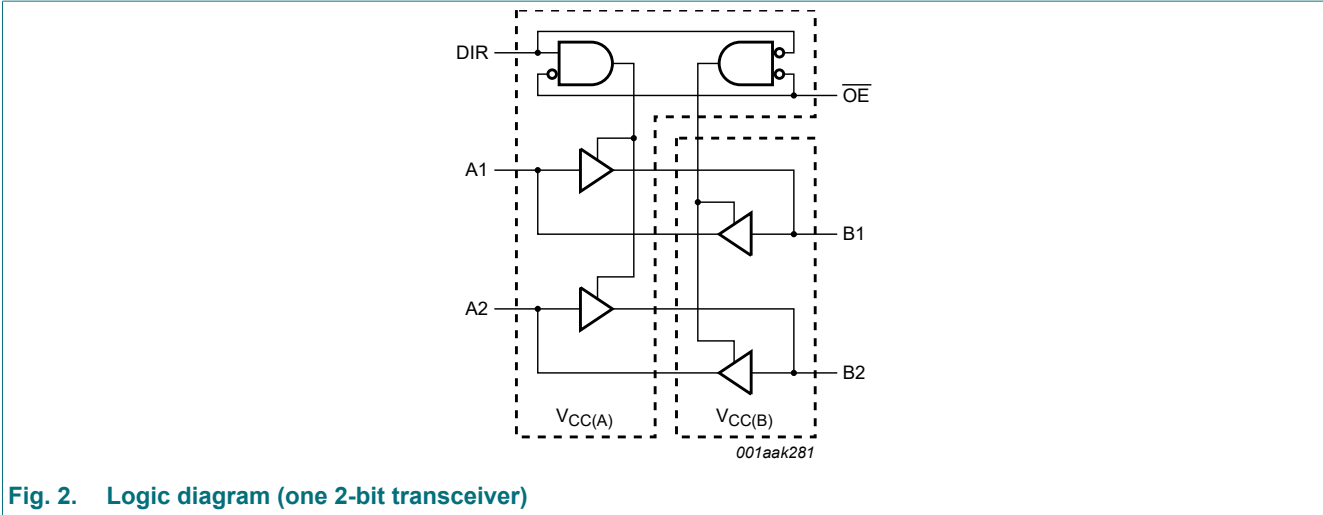 DIR
OE
A1
B1
A2
B2
VCC(A)
VCC(B)
001aak281
Fig. 2. Logic diagram (one 2-bit transceiver)